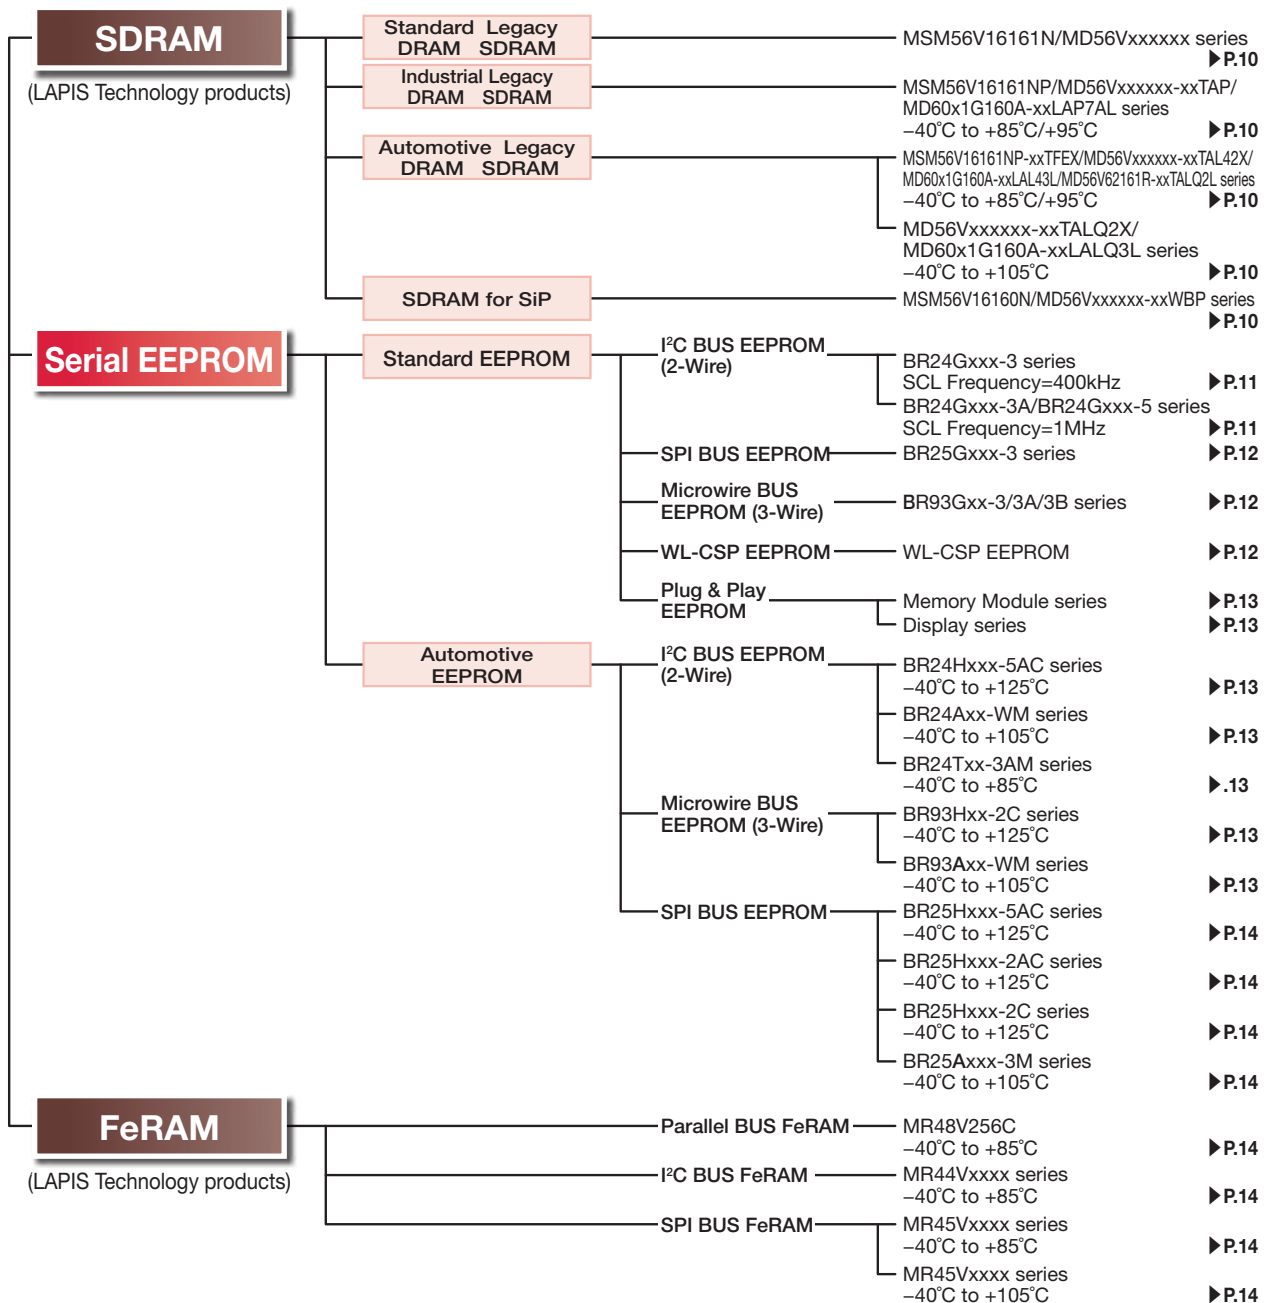 SDRAM
(LAPIS Technology products)
Standard Legacy
DRAM SDRAM
MSM56V16161N/MD56Vxxxxxx series
▶P.10
Industrial Legacy
DRAM SDRAM
MSM56V16161NP/MD56Vxxxxxx-xxTAP/
MD60x1G160A-xxLAP7AL series
−40˚C to +85˚C/+95˚C ▶P.10
Automotive Legacy
DRAM SDRAM
MSM56V16161NP-xxTFEX/MD56Vxxxxxx-xxTAL42X/
MD60x1G160A-xxLAL43L/MD56V62161R-xxTALQ2L series
−40˚C to +85˚C/+95˚C ▶P.10
MD56Vxxxxxx-xxTALQ2X/
MD60x1G160A-xxLALQ3L series
−40˚C to +105˚C ▶P.10
SDRAM for SiP
MSM56V16160N/MD56Vxxxxxx-xxWBP series
▶P.10
Serial EEPROM
Standard EEPROM
I²C BUS EEPROM
(2-Wire)
BR24Gxxx-3 series
SCL Frequency=400kHz ▶P.11
BR24Gxxx-3A/BR24Gxxx-5 series
SCL Frequency=1MHz ▶P.11
SPI BUS EEPROM
BR25Gxxx-3 series ▶P.12
Microwire BUS
EEPROM (3-Wire)
BR93Gxx-3/3A/3B series ▶P.12
WL-CSP EEPROM
WL-CSP EEPROM ▶P.12
Plug & Play
EEPROM
Memory Module series ▶P.13
Display series ▶P.13
Automotive
EEPROM
I²C BUS EEPROM
(2-Wire)
BR24Hxxx-5AC series
−40˚C to +125˚C ▶P.13
BR24Axx-WM series
−40˚C to +105˚C ▶P.13
BR24Txx-3AM series
−40˚C to +85˚C ▶.13
Microwire BUS
EEPROM (3-Wire)
BR93Hxx-2C series
−40˚C to +125˚C ▶P.13
BR93Axx-WM series
−40˚C to +105˚C ▶P.13
SPI BUS EEPROM
BR25Hxxx-5AC series
−40˚C to +125˚C ▶P.14
BR25Hxxx-2AC series
−40˚C to +125˚C ▶P.14
BR25Hxxx-2C series
−40˚C to +125˚C ▶P.14
BR25Axxx-3M series
−40˚C to +105˚C ▶P.14
FeRAM
(LAPIS Technology products)
Parallel BUS FeRAM
MR48V256C
−40˚C to +85˚C ▶P.14
I²C BUS FeRAM
MR44Vxxxx series
−40˚C to +85˚C ▶P.14
SPI BUS FeRAM
MR45Vxxxx series
−40˚C to +85˚C ▶P.14
MR45Vxxxx series
−40˚C to +105˚C ▶P.14